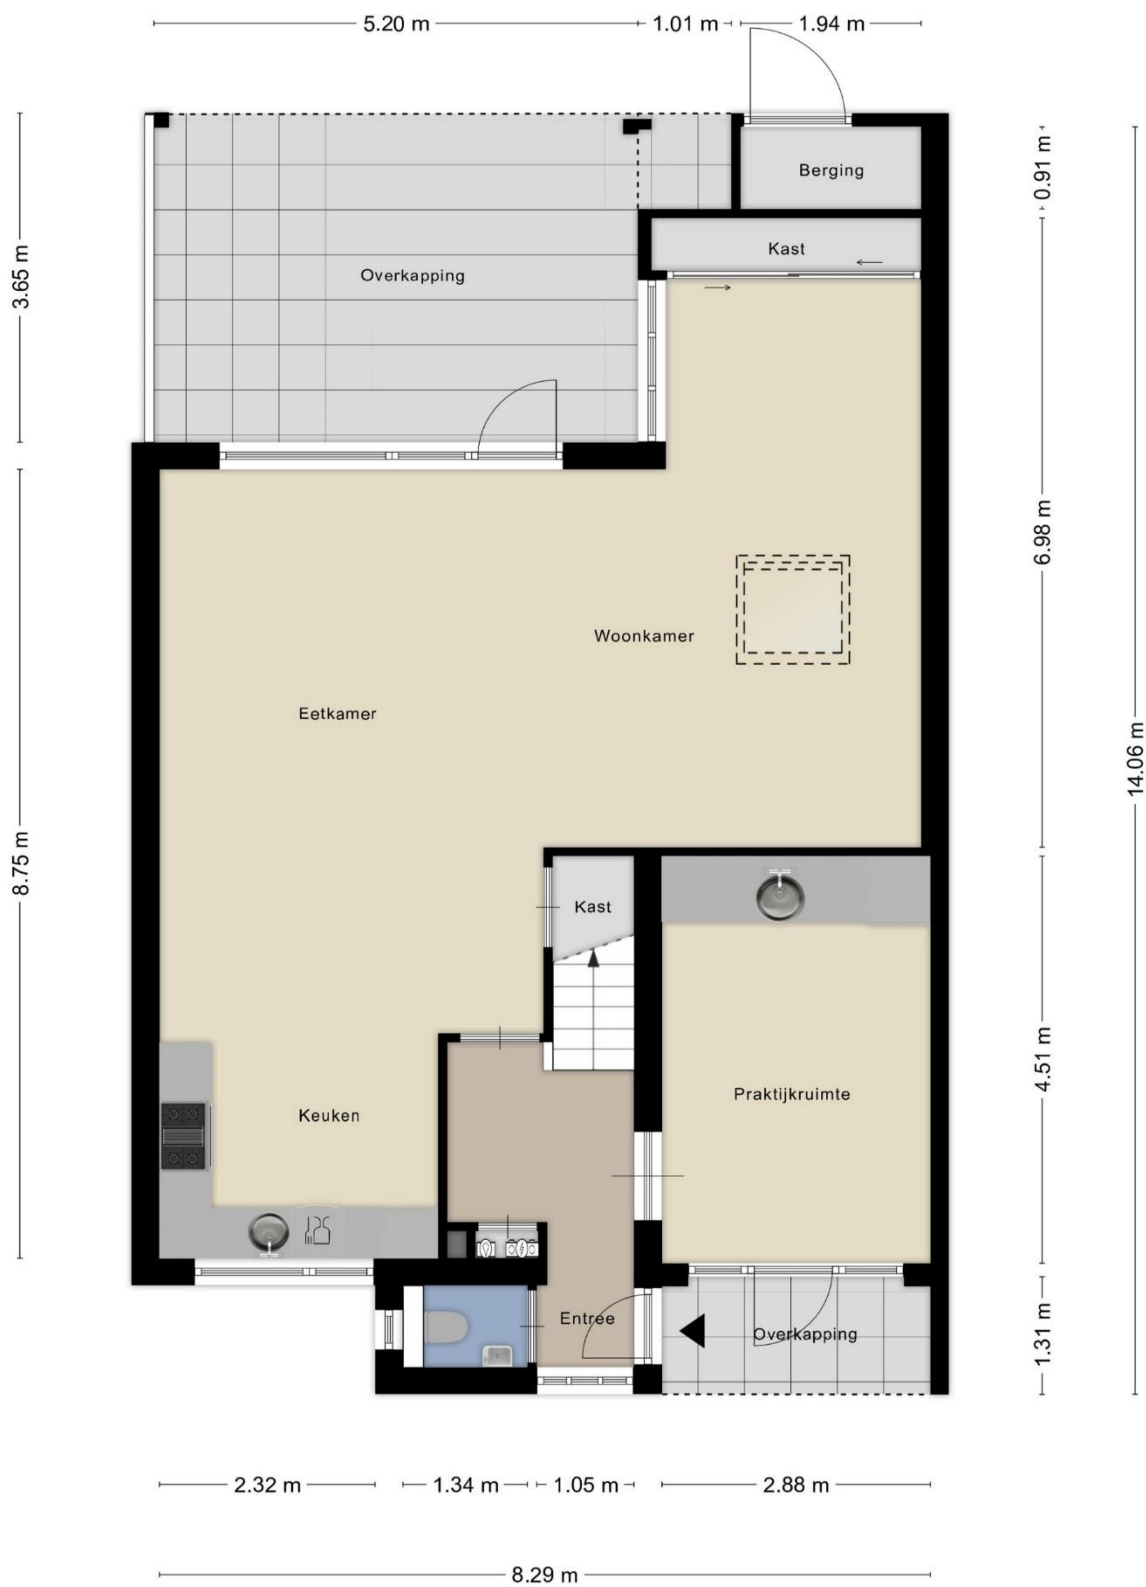 5.20 m
1.01 m
1.94 m
Berging
0.91 m
Kast
Overkapping
3.65 m
6.98 m
Woonkamer
Eetkamer
14.06 m
8.75 m
Kast
4.51 m
Praktijkruimte
Keuken
Entree
Overkapping
1.31 m
2.32 m
1.34 m
1.05 m
2.88 m
8.29 m